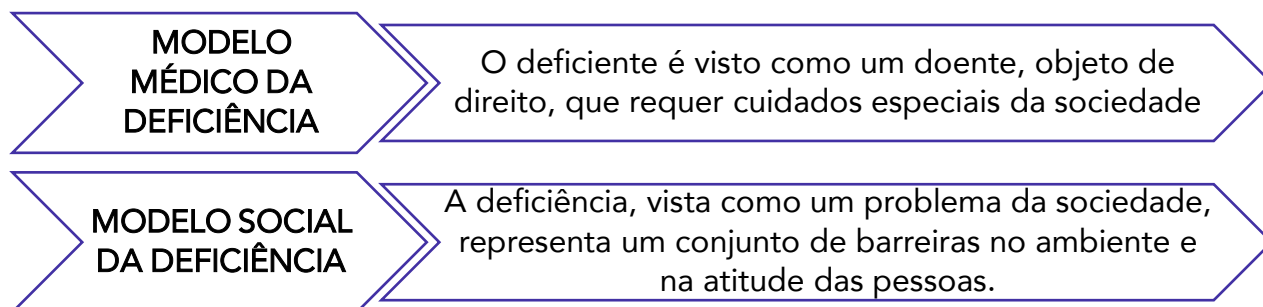 MODELO
MÉDICO DA
DEFICIÊNCIA
O deficiente é visto como um doente, objeto de
direito, que requer cuidados especiais da sociedade
MODELO SOCIAL
DA DEFICIÊNCIA
A deficiência, vista como um problema da sociedade,
representa um conjunto de barreiras no ambiente e
na atitude das pessoas.